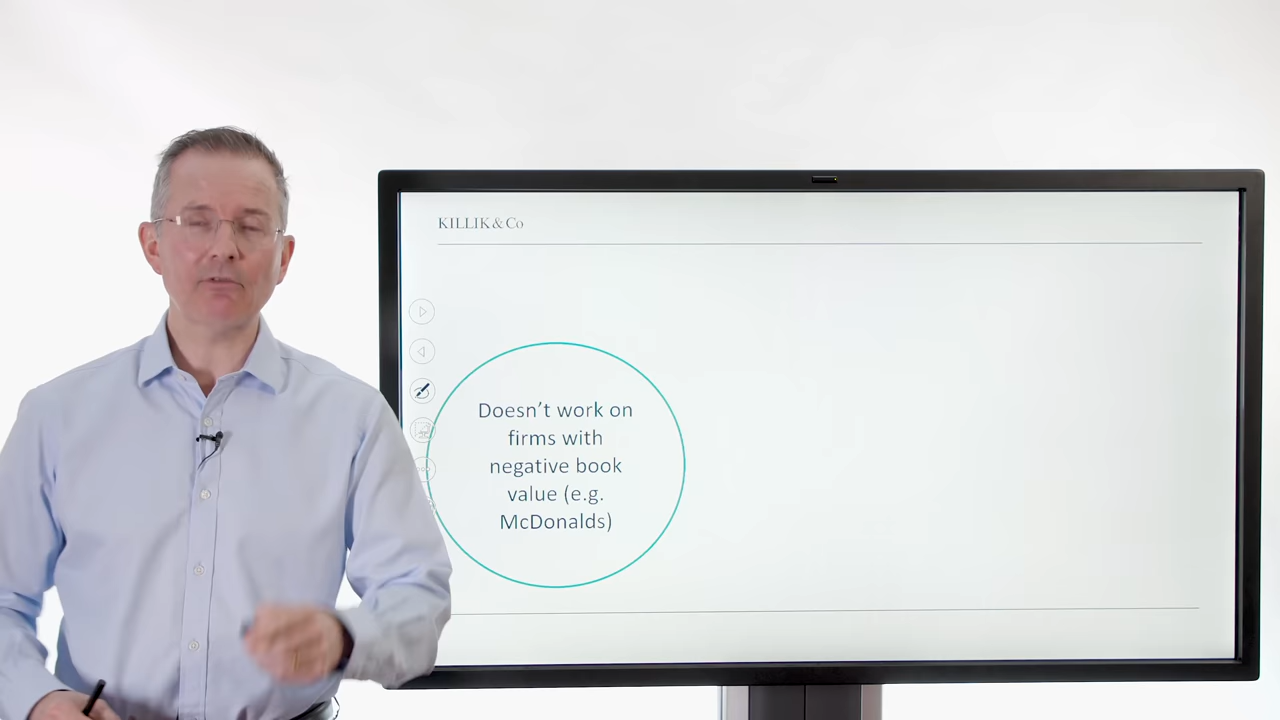 KILLIK & Co
Doesn't work on
firms with
negative book
value (e.g.
McDonalds)